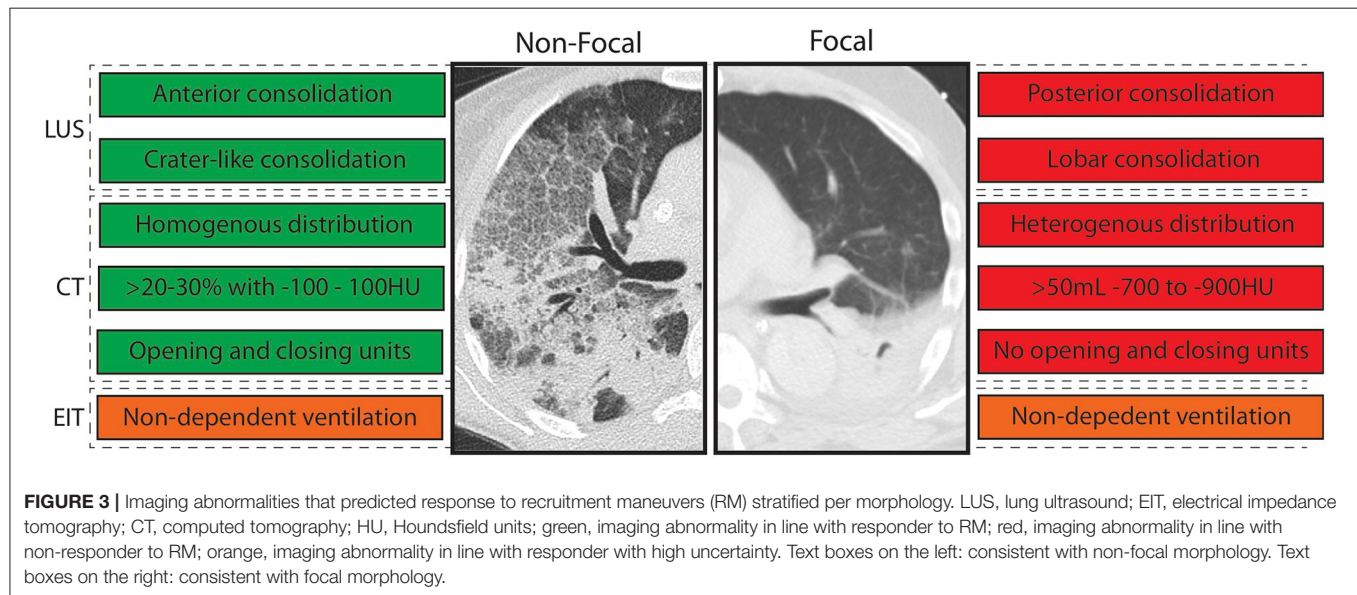 Non-Focal
Focal
LUS
Anterior consolidation
Crater-like consolidation
CT
Homogenous distribution
>20-30% with -100 - 100HU
Opening and closing units
EIT
Non-dependent ventilation
Posterior consolidation
Lobar consolidation
Heterogenous distribution
>50mL -700 to -900HU
No opening and closing units
Non-depedent ventilation
FIGURE 3 | Imaging abnormalities that predicted response to recruitment maneuvers (RM) stratified per morphology. LUS, lung ultrasound; EIT, electrical impedance
tomography; CT, computed tomography; HU, Houndsfield units; green, imaging abnormality in line with responder to RM; red, imaging abnormality in line with
non-responder to RM; orange, imaging abnormality in line with responder with high uncertainty. Text boxes on the left: consistent with non-focal morphology. Text
boxes on the right: consistent with focal morphology.